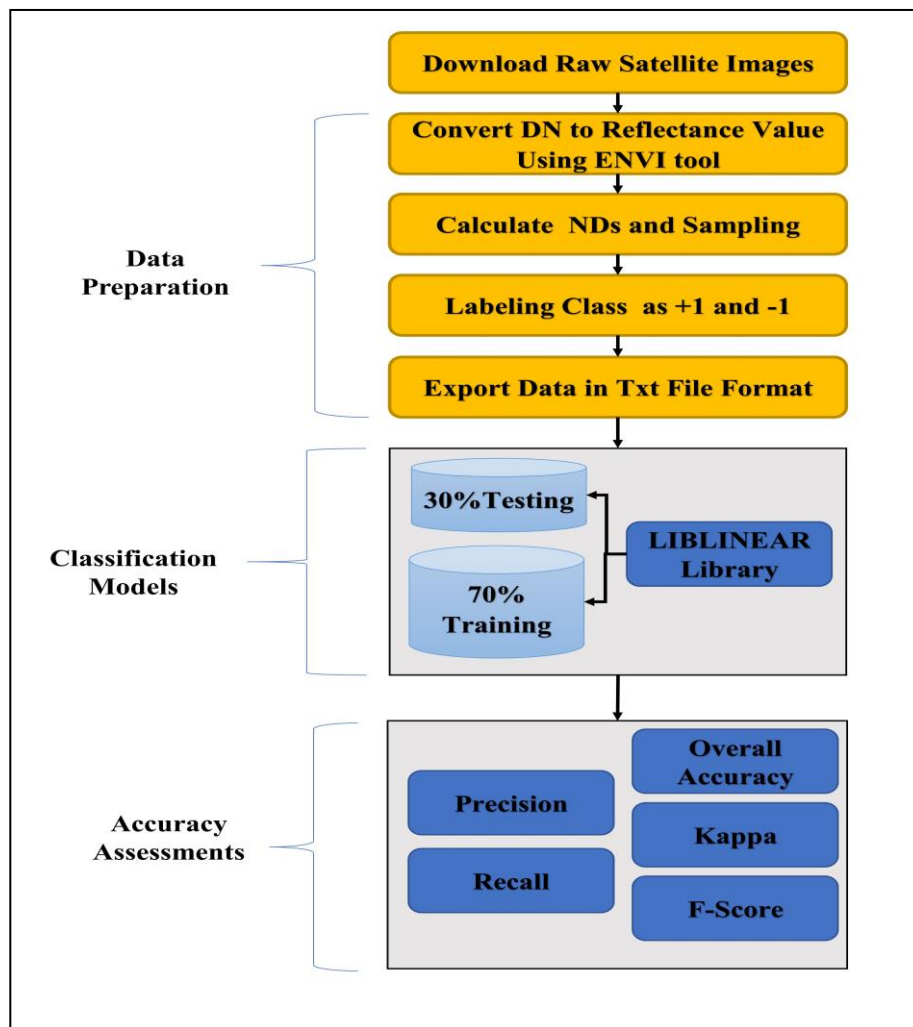 Download Raw Satellite Images
Convert DN to Reflectance Value
Using ENVI tool
Calculate NDs and Sampling
Labeling Class as +1 and -1
Export Data in Txt File Format
Data
Preparation
30%Testing
70%
Training
LIBLINEAR
Library
Classification
Models
Overall
Accuracy
Precision
Kappa
Recall
F-Score
Accuracy
Assessments